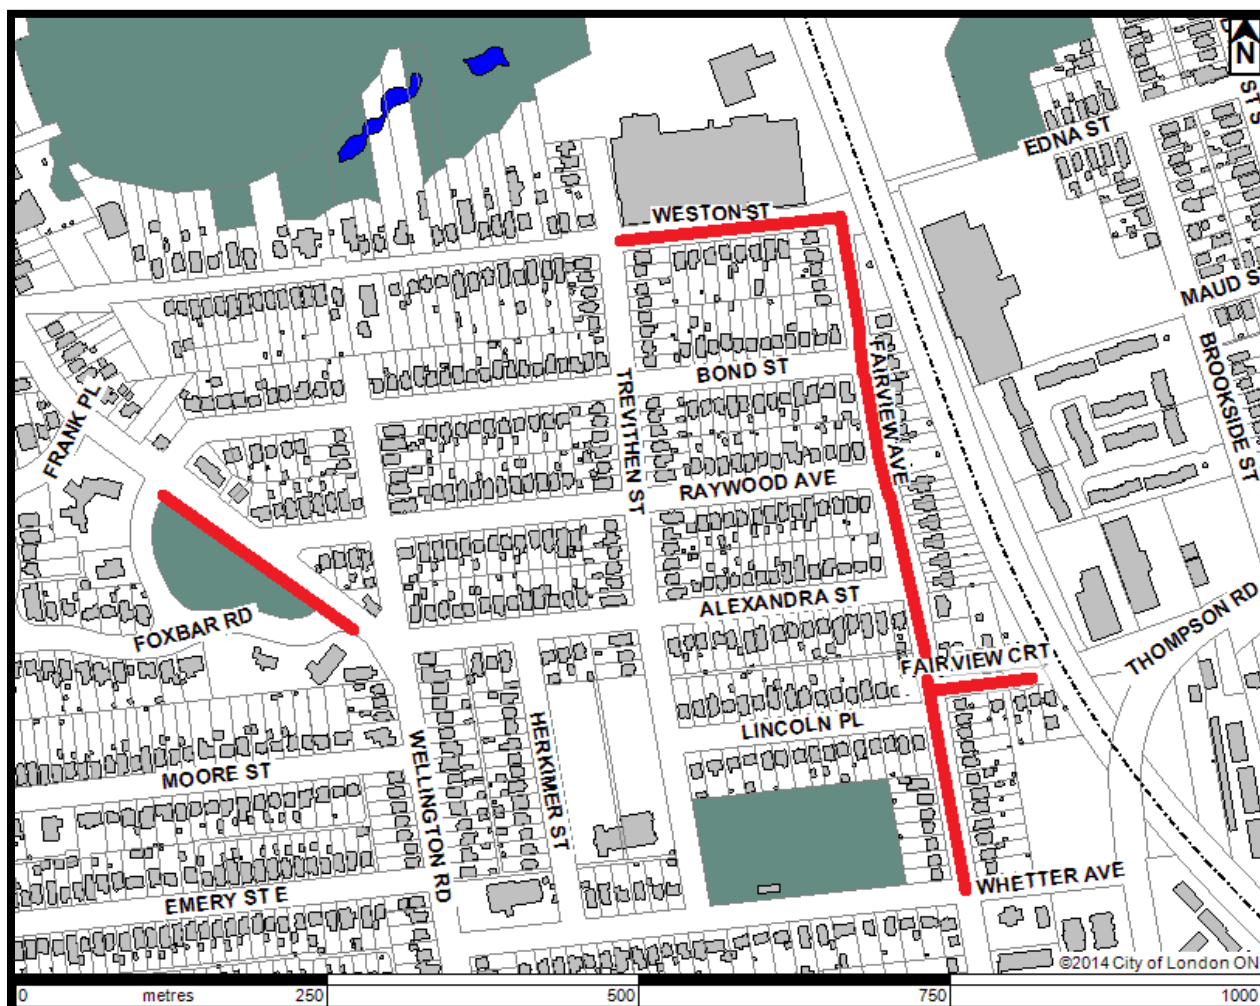 N
ST S
EDNA ST
WESTON ST
MAUD S
BROOKSIDE ST
FAIRVIEW AVE
BOND ST
TREVITHEN ST
FRANK PL
RAYWOOD AVE
ALEXANDRA ST
THOMPSON RD
FOXBAR RD
FAIRVIEW CRT
LINCOLN PL
HERKIMER ST
WELLINGTON RD
MOORE ST
WHETTER AVE
EMERY ST E
©2014 City of London ON
0 metres 250 500 750 1000